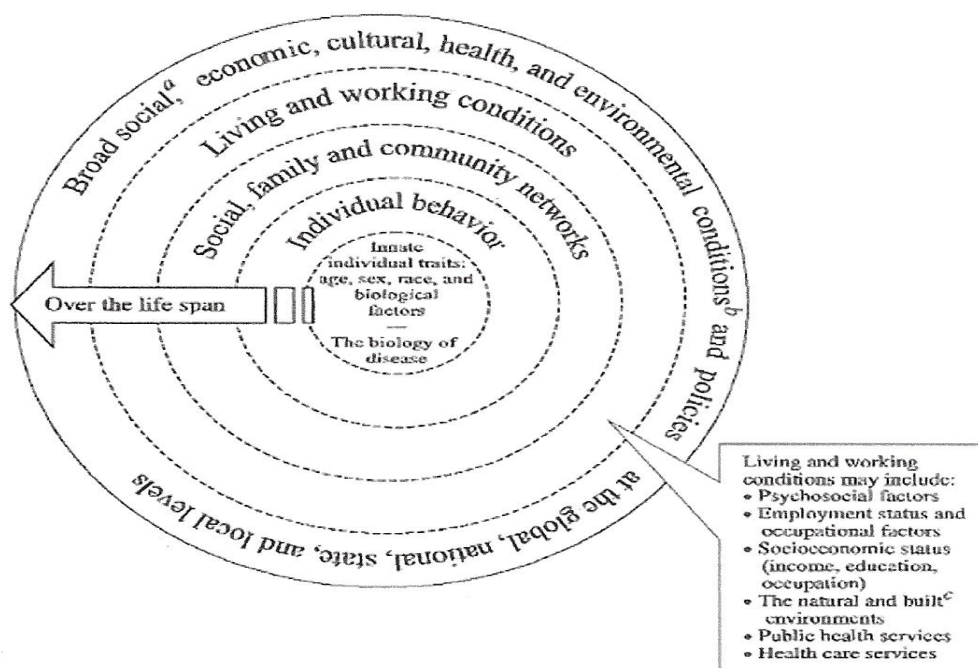 Broad social,a economic, cultural, health, and environmental conditionsb and policies
at the global, national, state, and local levels
Living and working conditions
Social, family and community networks
Individual behavior
Innate
individual traits:
age, sex, race, and
biological
factors
—
The biology of
disease
Over the life span
Living and working
conditions may include:
• Psychosocial factors
• Employment status and
occupational factors
• Socioeconomic status
(income, education,
occupation)
• The natural and builtc
environments
• Public health services
• Health care services